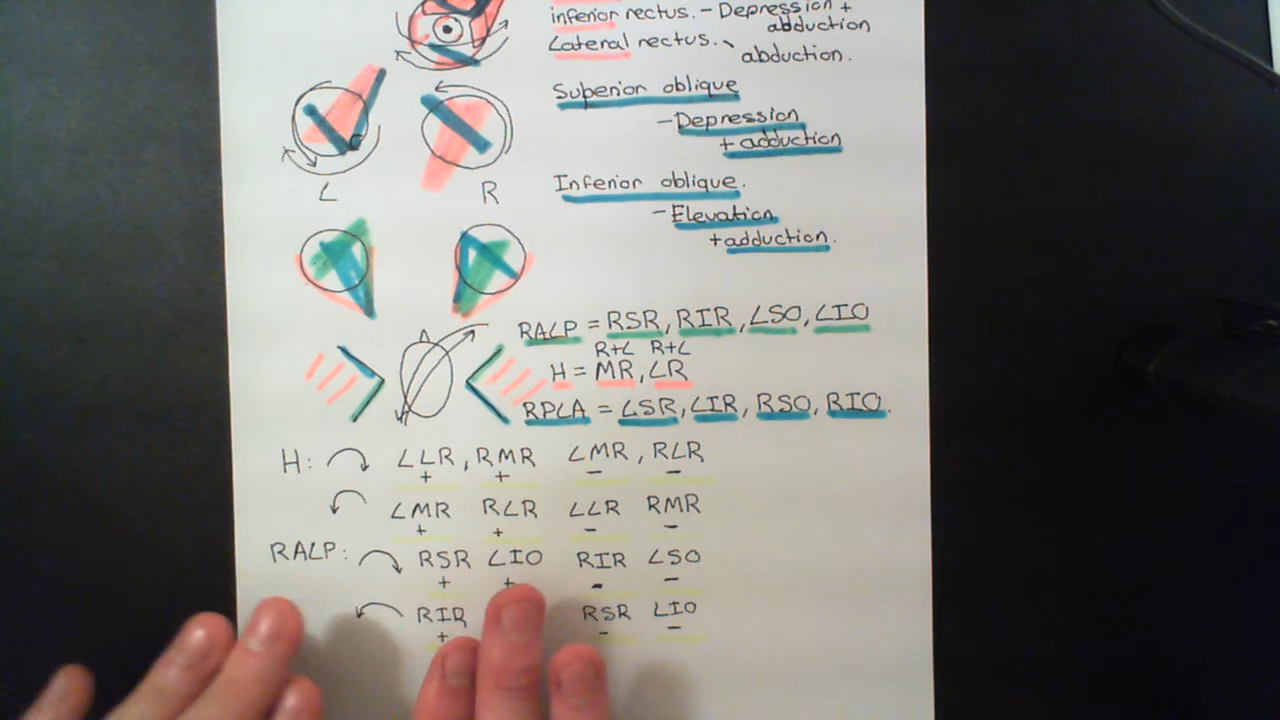 inferior rectus. - Depression +
abduction
Lateral rectus. \ abduction.
Superior oblique
- Depression
+ adduction
Inferior oblique.
- Elevation
+ adduction.
L R
RALP = RSR, RIR, LSO, LIO
R+L R+L
A
H = MR, LR
RPLA = LSR, LIR, RSO, RIO.
H: LLR, RMR LMR, RLR
+ + - -
LMR RLR LLR RMR
+ + - -
RALP: RSR LIO RIR LSO
+ + - -
RIR RSR LIO
+ - -